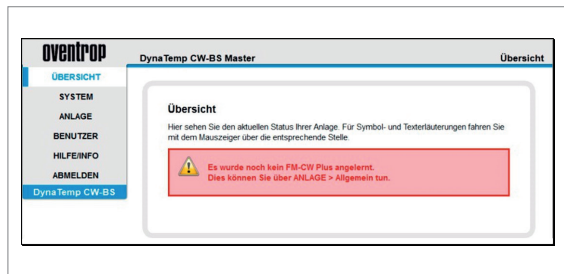 oventrop
DynaTemp CW-BS Master
Übersicht
ÜBERSICHT
SYSTEM
ANLAGE
BENUTZER
HILFE/INFO
ABMELDEN
DynaTemp CW-BS
Übersicht
Hier sehen Sie den aktuellen Status Ihrer Anlage. Für Symbol- und Texterläuterungen fahren Sie
mit dem Mauszeiger über die entsprechende Stelle.
Es wurde noch kein FM-CW Plus angelernt.
Dies können Sie über ANLAGE > Allgemein tun.